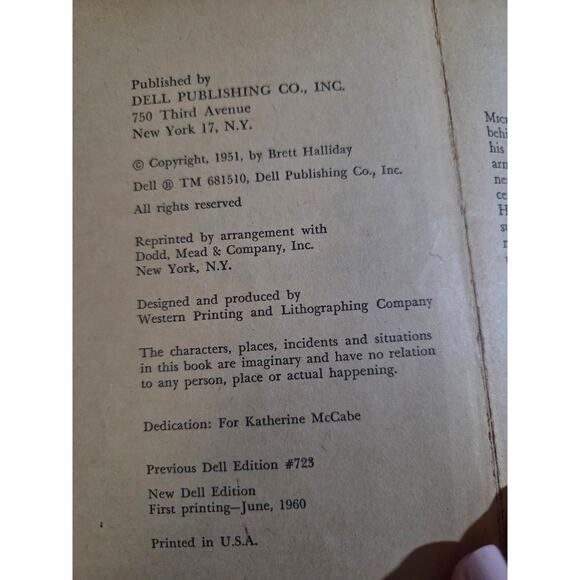 Published by
DELL PUBLISHING CO., INC.
750 Third Avenue
New York 17, N.Y.
© Copyright, 1951, by Brett Halliday
Dell ® TM 681510, Dell Publishing Co., Inc.
All rights reserved
Reprinted by arrangement with
Dodd, Mead & Company, Inc.
New York, N.Y.
Designed and produced by
Western Printing and Lithographing Company
The characters, places, incidents and situations
in this book are imaginary and have no relation
to any person, place or actual happening.
Dedication: For Katherine McCabe
Previous Dell Edition #723
New Dell Edition
First printing—June, 1960
Printed in U.S.A.
his